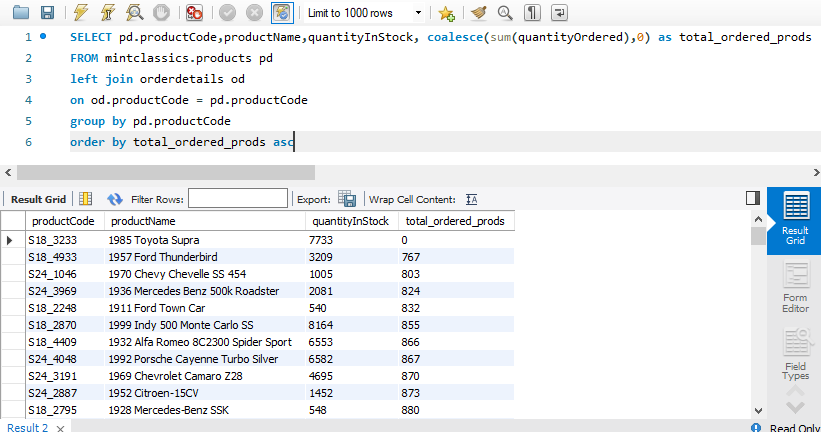 Limit to 1000 rows
1 SELECT pd.productCode,productName,quantityInStock, coalesce(sum(quantityOrdered),0) as total_ordered_prods
2 FROM mintclassics.products pd
3 left join orderdetails od
4 on od.productCode = pd.productCode
5 group by pd.productCode
6 order by total_ordered_prods asc
Result Grid Filter Rows: Export: Wrap Cell Content: IA
productCode productName quantityInStock total_ordered_prods
S18_3233 1985 Toyota Supra 7733 0
S18_4933 1957 Ford Thunderbird 3209 767
S24_1046 1970 Chevy Chevelle SS 454 1005 803
S24_3969 1936 Mercedes Benz 500k Roadster 2081 824
S18_2248 1911 Ford Town Car 540 832
S18_2870 1999 Indy 500 Monte Carlo SS 8164 855
S18_4409 1932 Alfa Romeo 8C2300 Spider Sport 6553 866
S24_4048 1992 Porsche Cayenne Turbo Silver 6582 867
S24_3191 1969 Chevrolet Camaro Z28 4695 870
S24_2887 1952 Citroen-15CV 1452 873
S18_2795 1928 Mercedes-Benz SSK 548 880
Result
Grid
Form
Editor
Field
Types
Result 2 x
Read Only